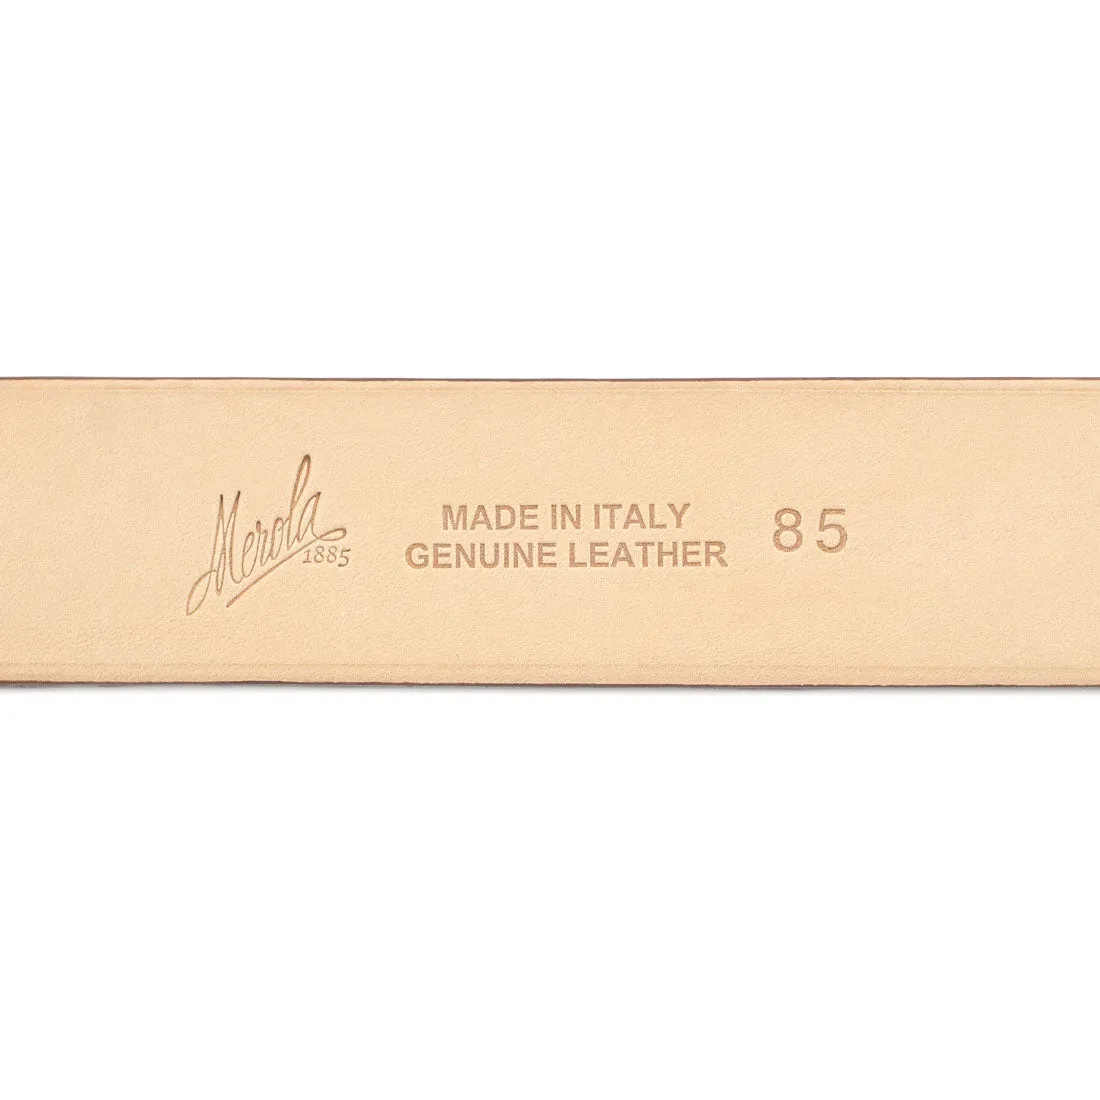 Merola
1885
MADE IN ITALY
GENUINE LEATHER
85